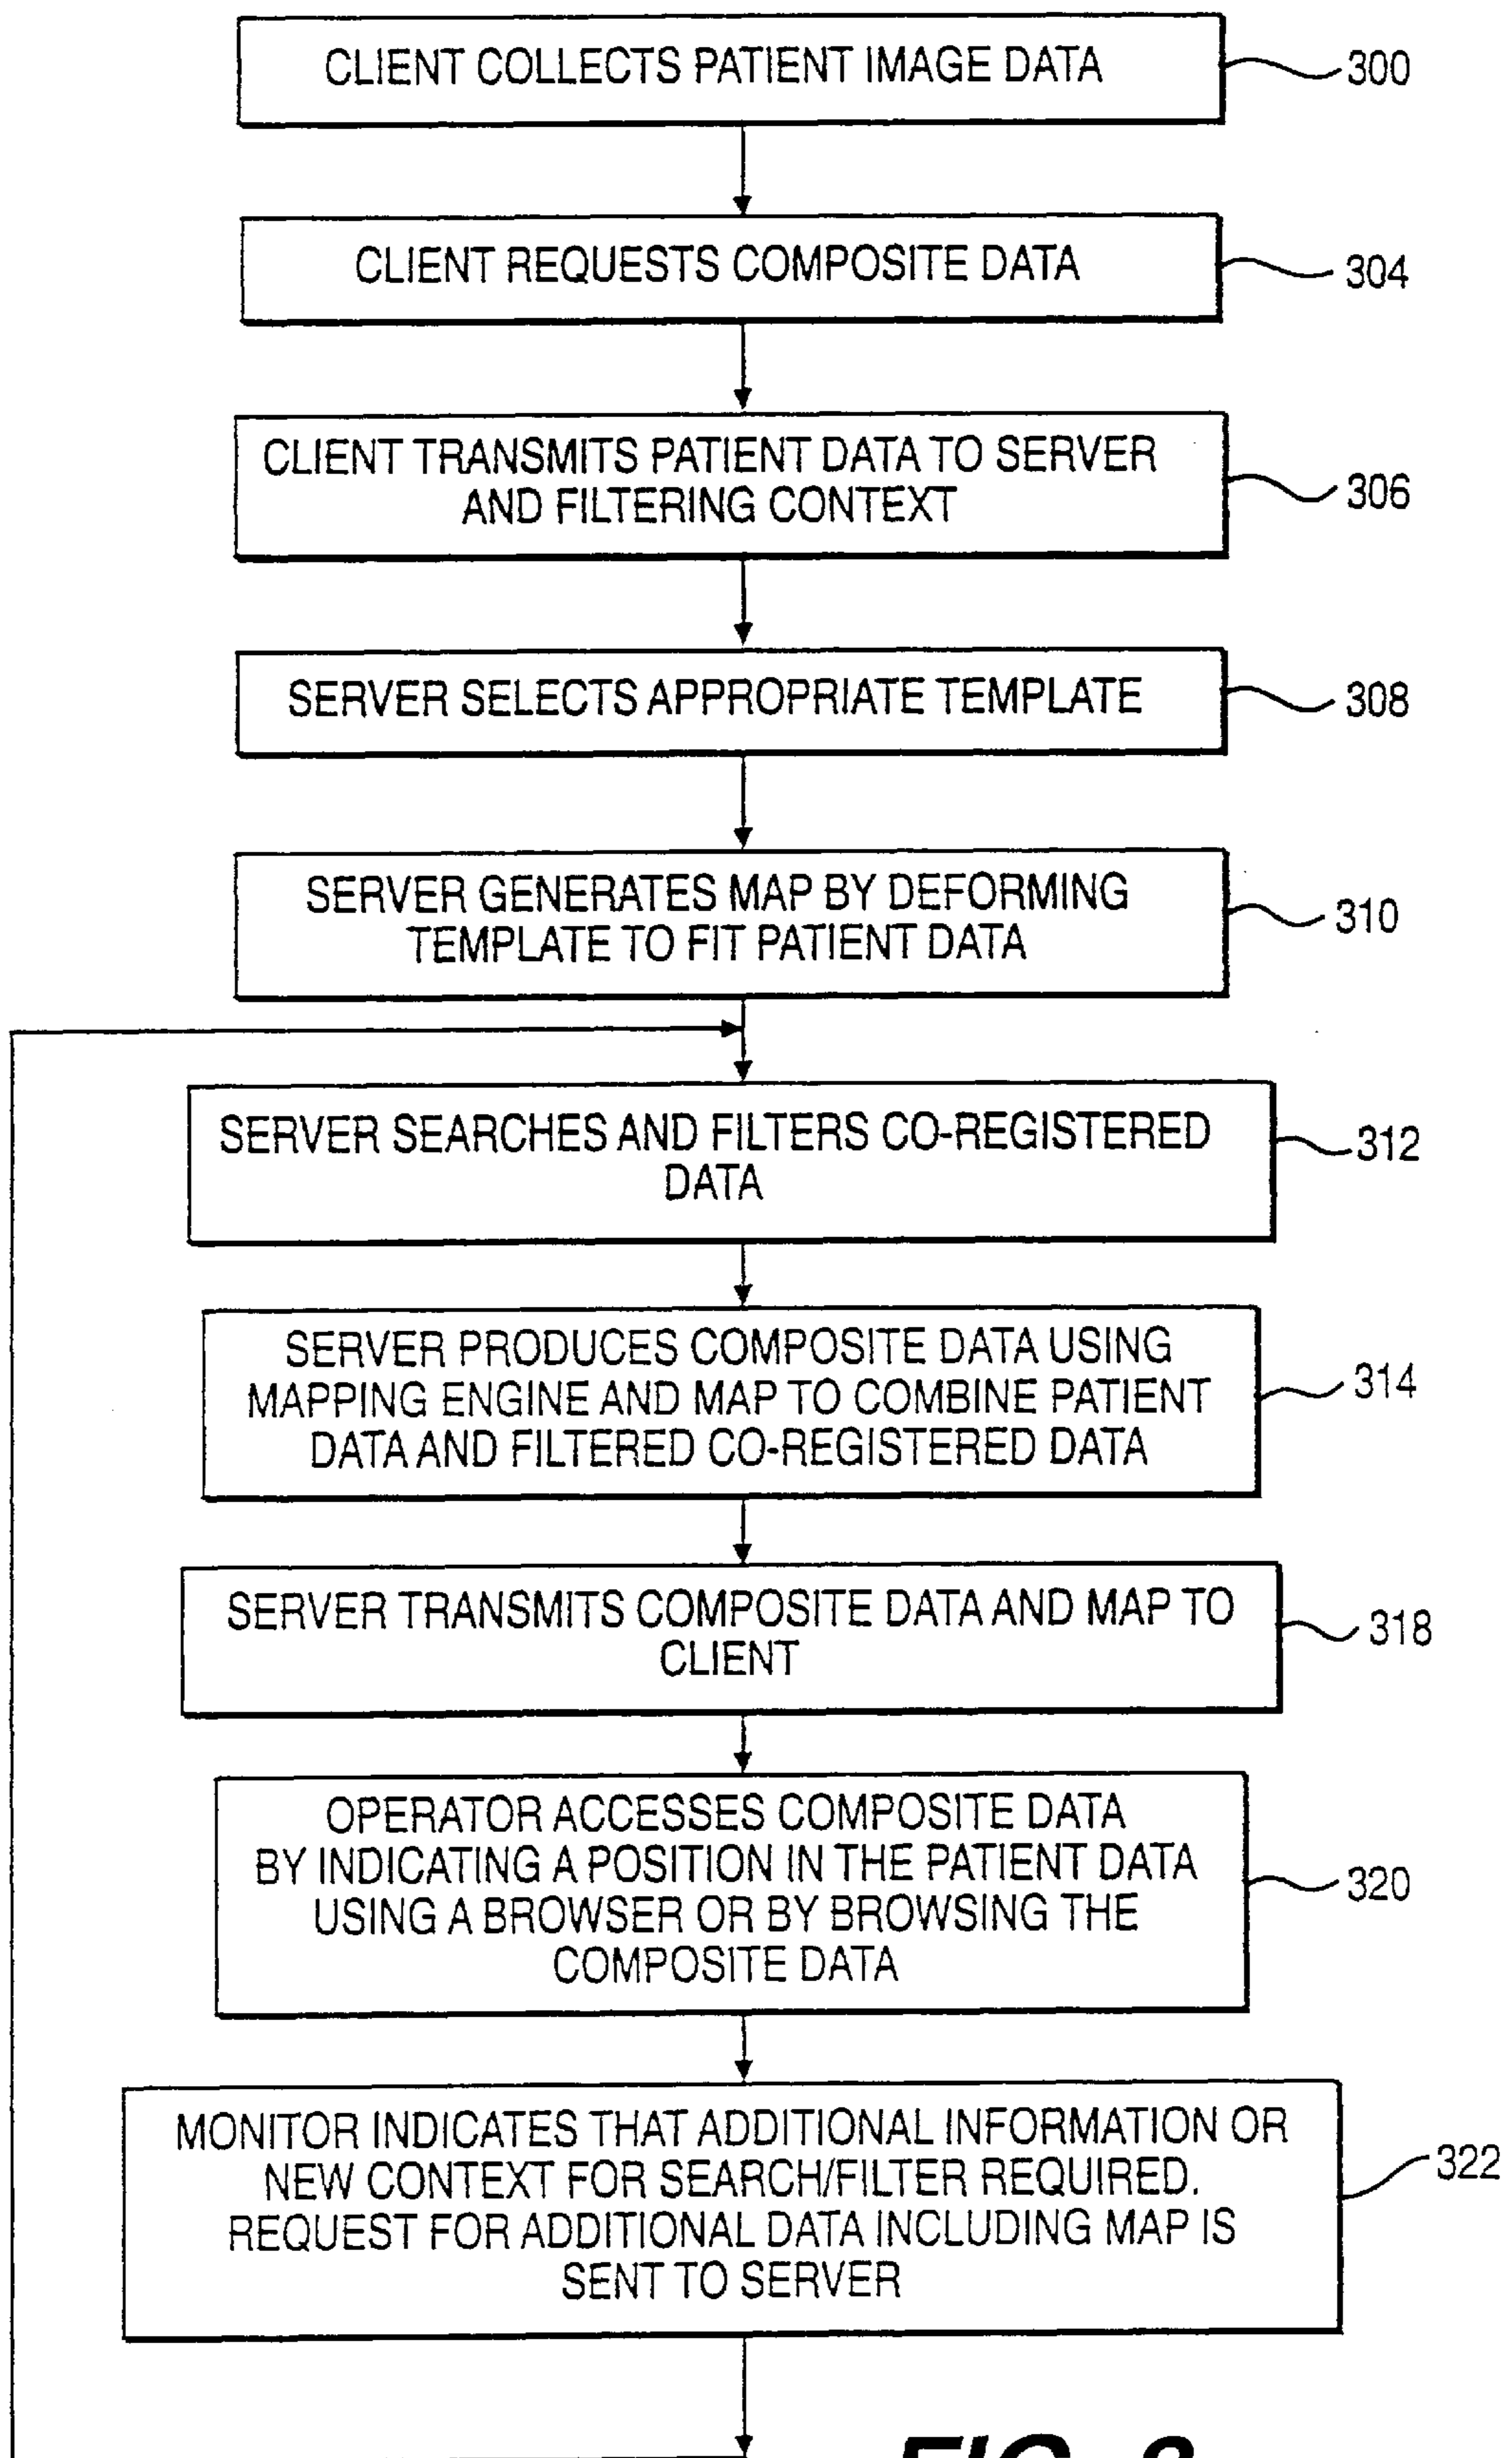 CLIENT COLLECTS PATIENT IMAGE DATA
300
CLIENT REQUESTS COMPOSITE DATA
304
CLIENT TRANSMITS PATIENT DATA TO SERVER
AND FILTERING CONTEXT
306
SERVER SELECTS APPROPRIATE TEMPLATE
308
SERVER GENERATES MAP BY DEFORMING
TEMPLATE TO FIT PATIENT DATA
310
SERVER SEARCHES AND FILTERS CO-REGISTERED
DATA
312
SERVER PRODUCES COMPOSITE DATA USING
MAPPING ENGINE AND MAP TO COMBINE PATIENT
DATA AND FILTERED CO-REGISTERED DATA
314
SERVER TRANSMITS COMPOSITE DATA AND MAP TO
CLIENT
318
OPERATOR ACCESSES COMPOSITE DATA
BY INDICATING A POSITION IN THE PATIENT DATA
USING A BROWSER OR BY BROWSING THE
COMPOSITE DATA
320
MONITOR INDICATES THAT ADDITIONAL INFORMATION OR
NEW CONTEXT FOR SEARCH/FILTER REQUIRED.
REQUEST FOR ADDITIONAL DATA INCLUDING MAP IS
SENT TO SERVER
322
FIG.